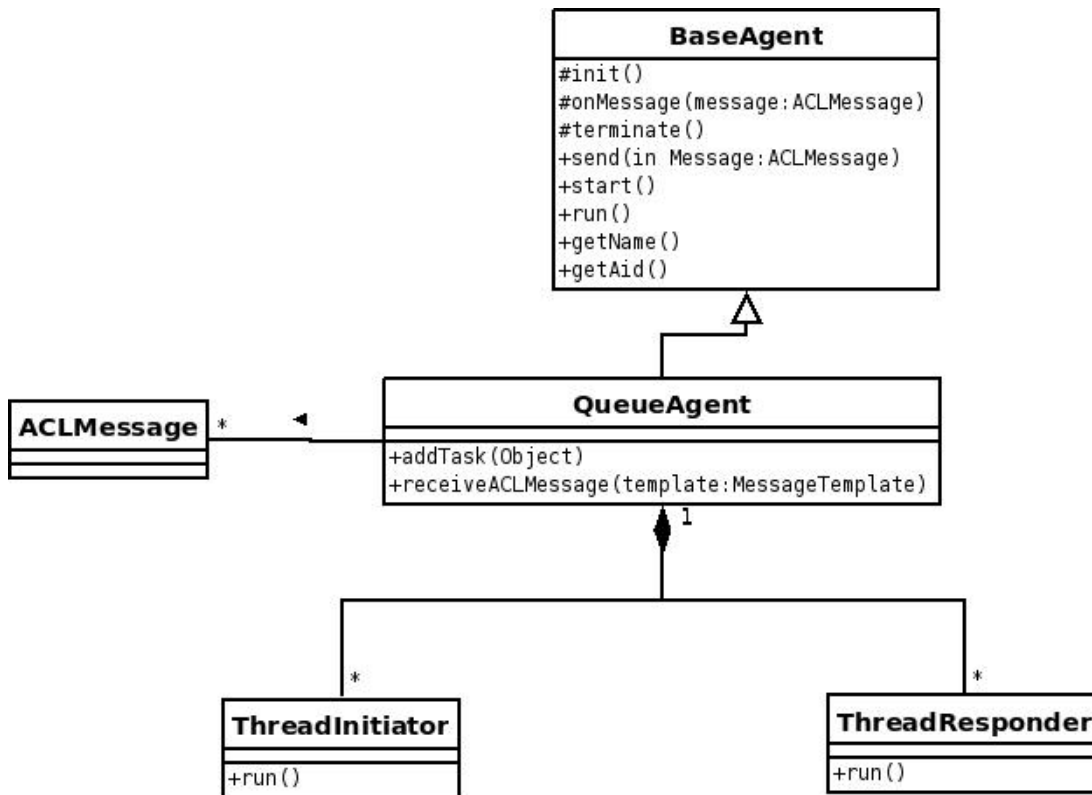 BaseAgent
#init()
#onMessage(message:ACLMessage)
#terminate()
+send(in Message:ACLMessage)
+start()
+run()
+getName()
+getAid()
QueueAgent
+addTask(Object)
+receiveACLMessage(template:MessageTemplate)
ACLMessage
*
1
*
*
ThreadInitiator
+run()
ThreadResponder
+run()